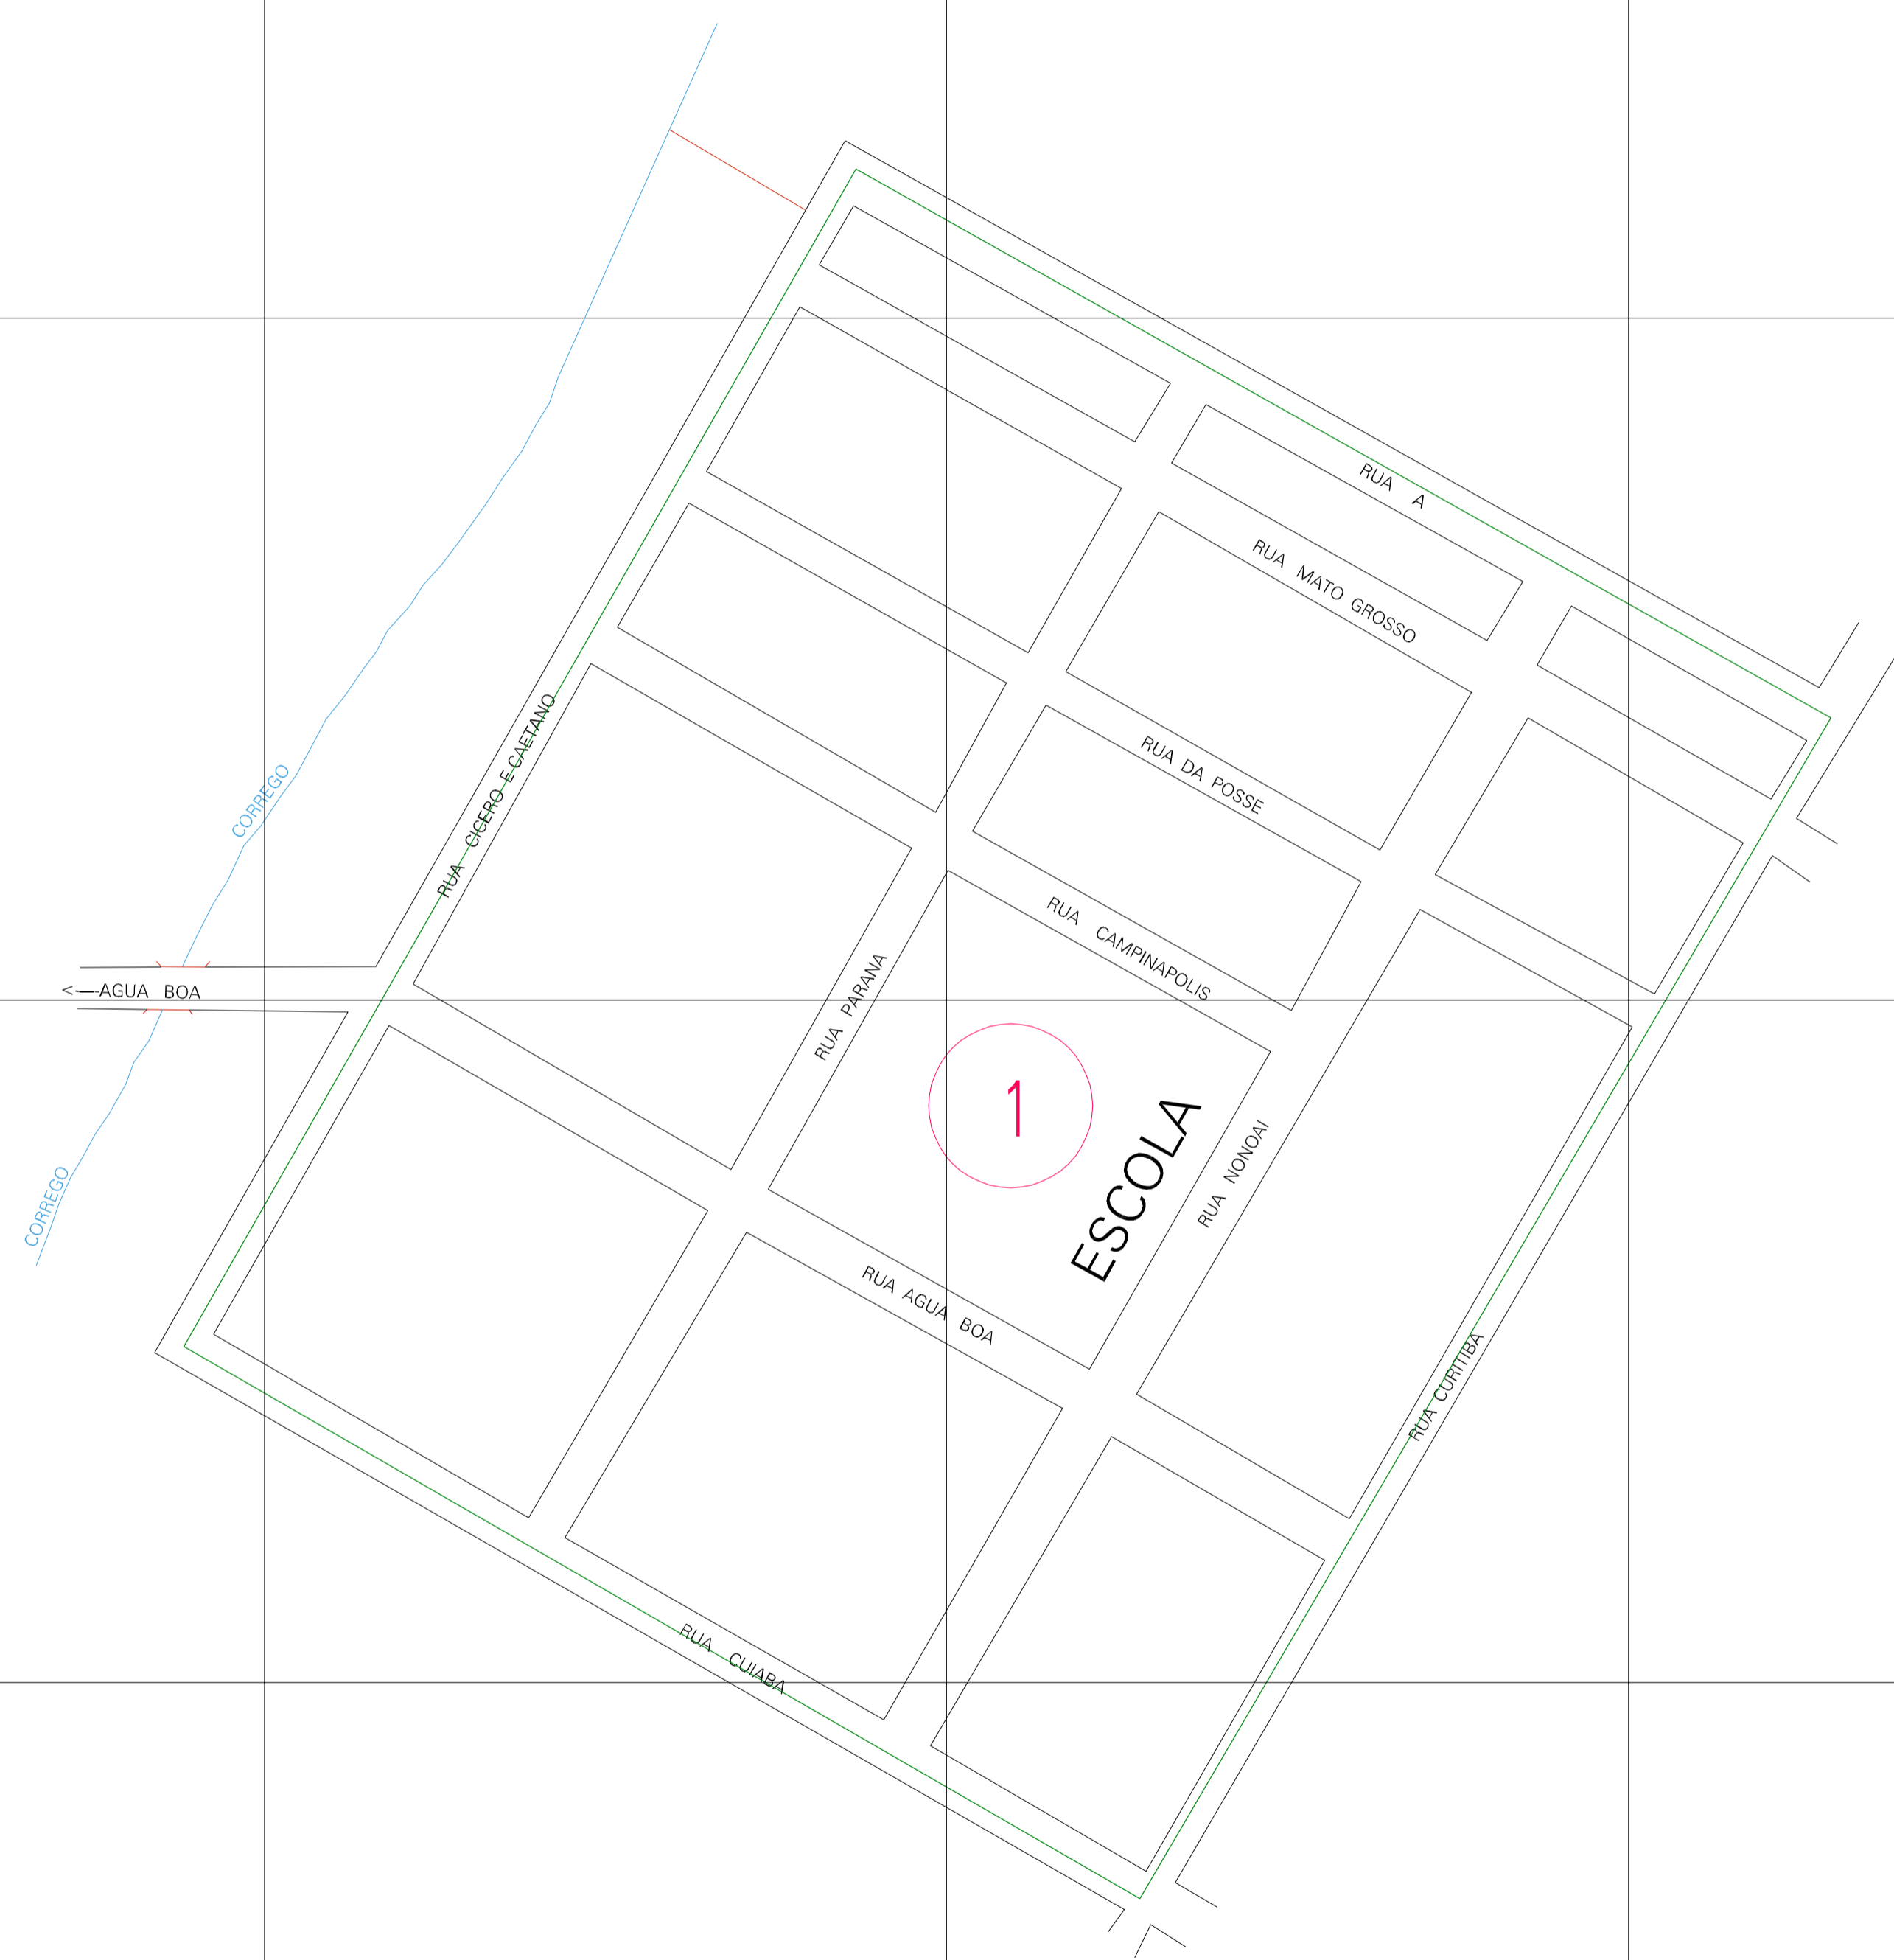 RUA A
RUA MATO GROSSO
RUA DA POSSE
RUA CICERO E CAETANO
CORREGO
RUA CAMPINAPOLIS
RUA PARANA
<---AGUA BOA
1
ESCOLA
RUA NONOAI
CORREGO
RUA AGUA BOA
RUA CURITIBA
RUA CUIABA